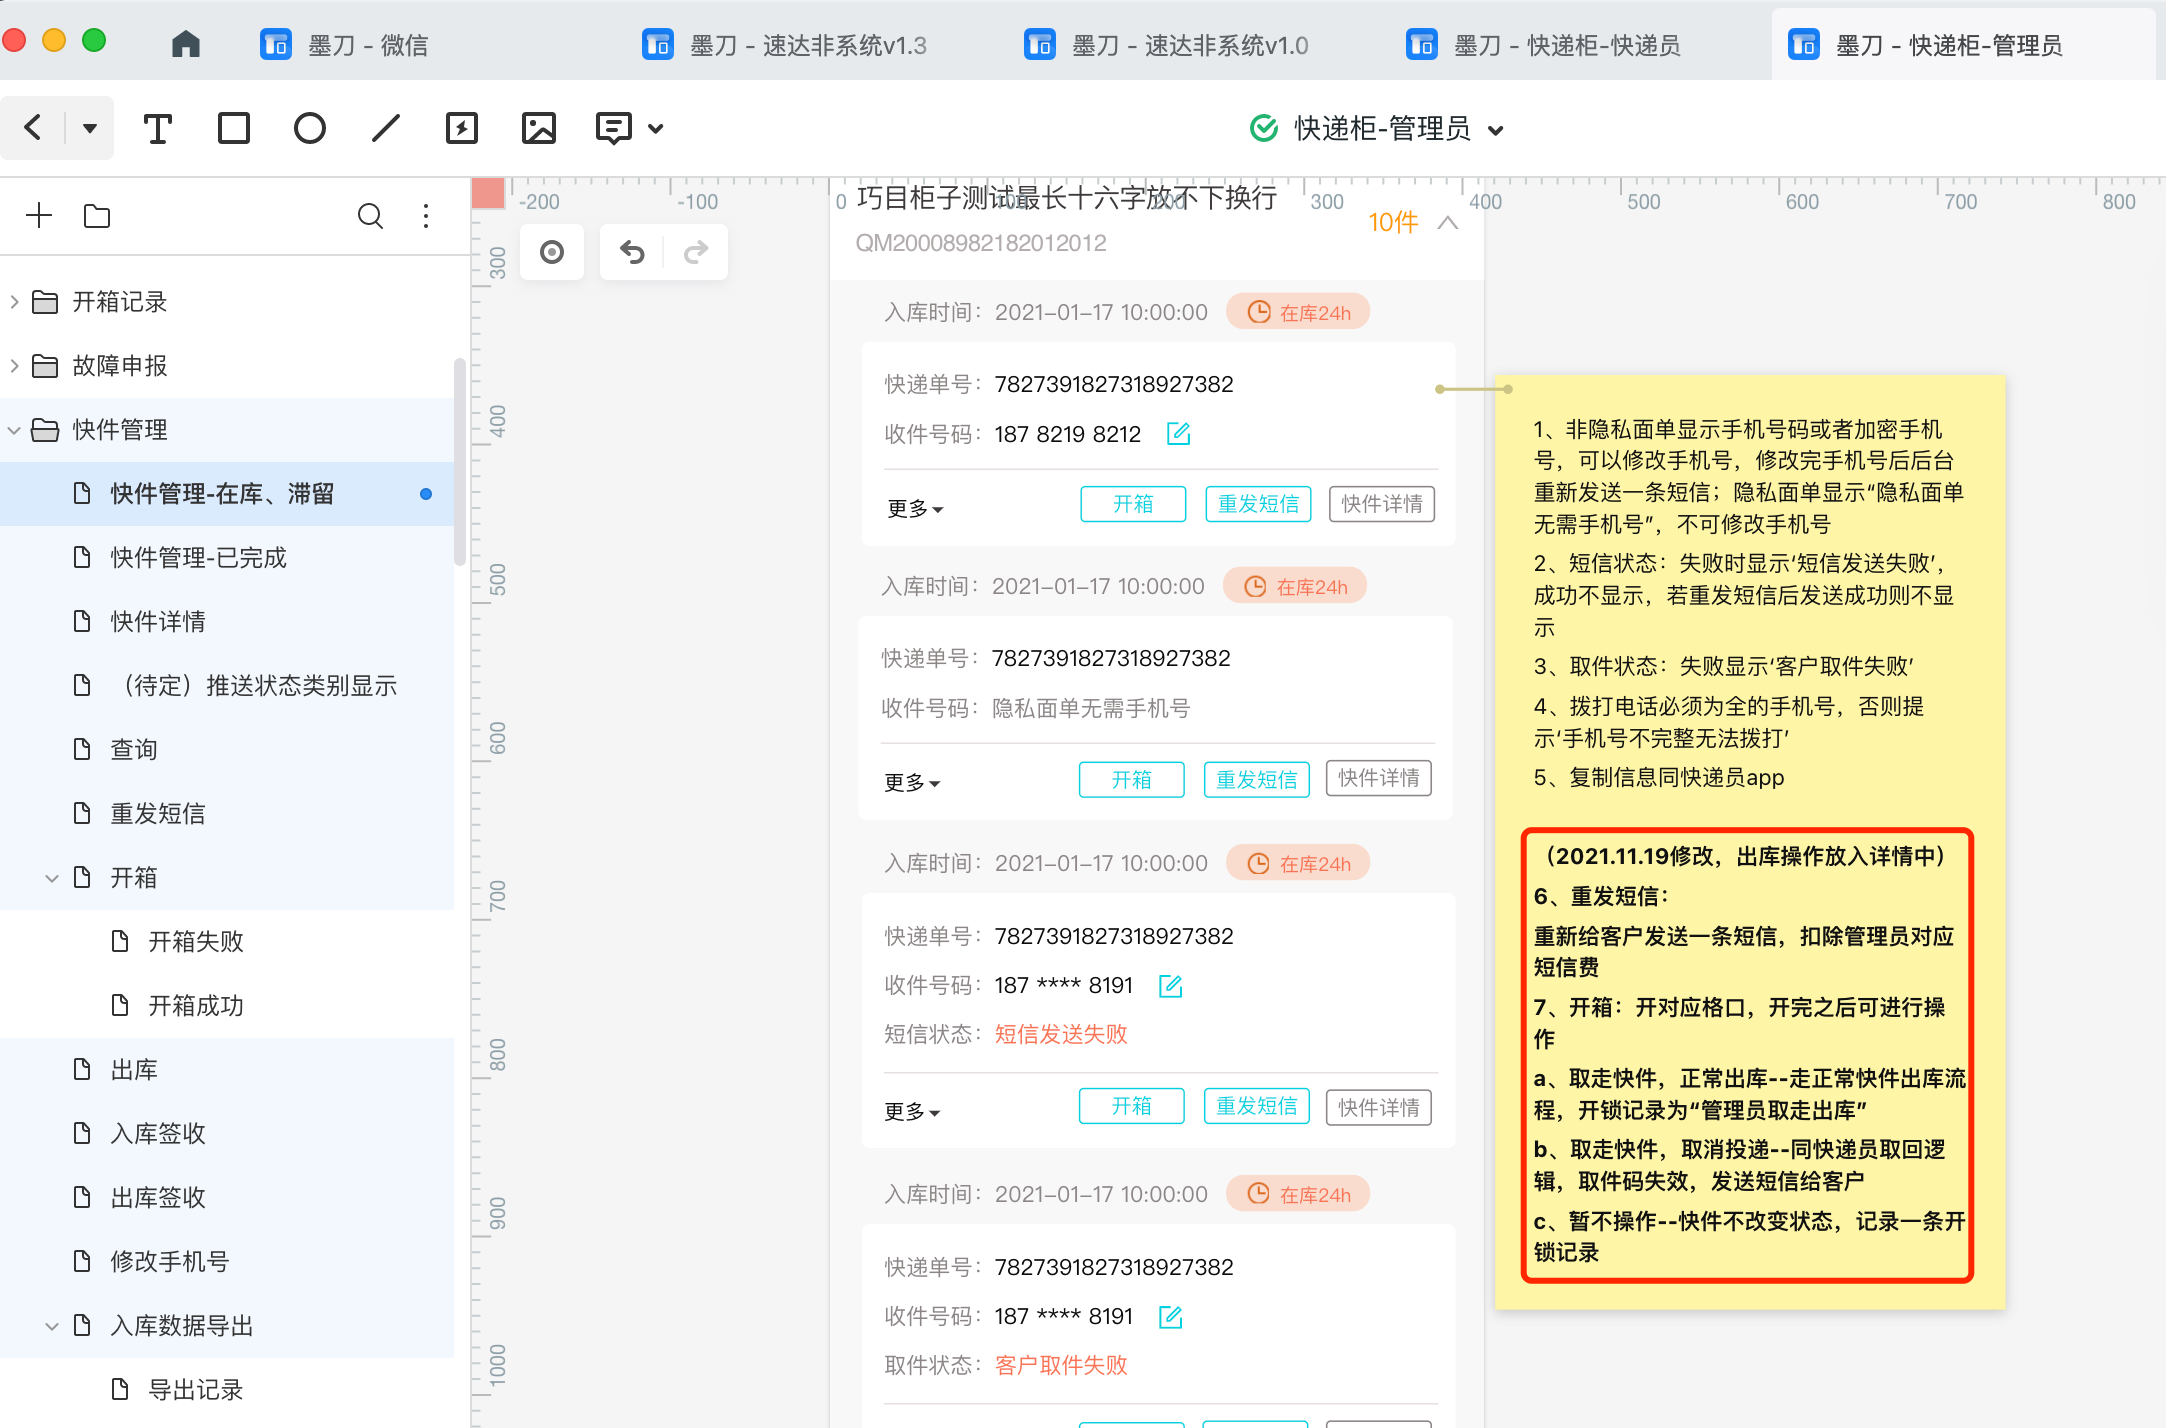 墨刀 - 微信
墨刀 - 速达非系统v1.3
墨刀 - 速达非系统v1.0
墨刀 - 快递柜-快递员
墨刀 - 快递柜-管理员
T
快递柜-管理员
开箱记录
故障申报
快件管理
快件管理-在库、滞留
快件管理-已完成
快件详情
（待定）推送状态类别显示
查询
重发短信
开箱
开箱失败
开箱成功
出库
入库签收
出库签收
修改手机号
入库数据导出
导出记录
-200 -100 0 100 200 300 400 500 600 700 800
300
400
500
600
700
800
900
1000
巧目柜子测试最长十六字放不下换行
10件
QM20008982182012012
入库时间：2021-01-17 10:00:00 在库24h
快递单号：7827391827318927382
收件号码：187 8219 8212
更多 开箱 重发短信 快件详情
入库时间：2021-01-17 10:00:00 在库24h
快递单号：7827391827318927382
收件号码：隐私面单无需手机号
更多 开箱 重发短信 快件详情
入库时间：2021-01-17 10:00:00 在库24h
快递单号：7827391827318927382
收件号码：187 **** 8191
短信状态：短信发送失败
更多 开箱 重发短信 快件详情
入库时间：2021-01-17 10:00:00 在库24h
快递单号：7827391827318927382
收件号码：187 **** 8191
取件状态：客户取件失败
1、非隐私面单显示手机号码或者加密手机
号，可以修改手机号，修改完手机号后后台
重新发送一条短信；隐私面单显示“隐私面单
无需手机号”，不可修改手机号
2、短信状态：失败时显示‘短信发送失败’，
成功不显示，若重发短信后发送成功则不显
示
3、取件状态：失败显示‘客户取件失败’
4、拨打电话必须为全的手机号，否则提
示‘手机号不完整无法拨打’
5、复制信息同快递员app
（2021.11.19修改，出库操作放入详情中）
6、重发短信：
重新给客户发送一条短信，扣除管理员对应
短信费
7、开箱：开对应格口，开完之后可进行操
作
a、取走快件，正常出库--走正常快件出库流
程，开锁记录为“管理员取走出库”
b、取走快件，取消投递--同快递员取回逻
辑，取件码失效，发送短信给客户
c、暂不操作--快件不改变状态，记录一条开
锁记录